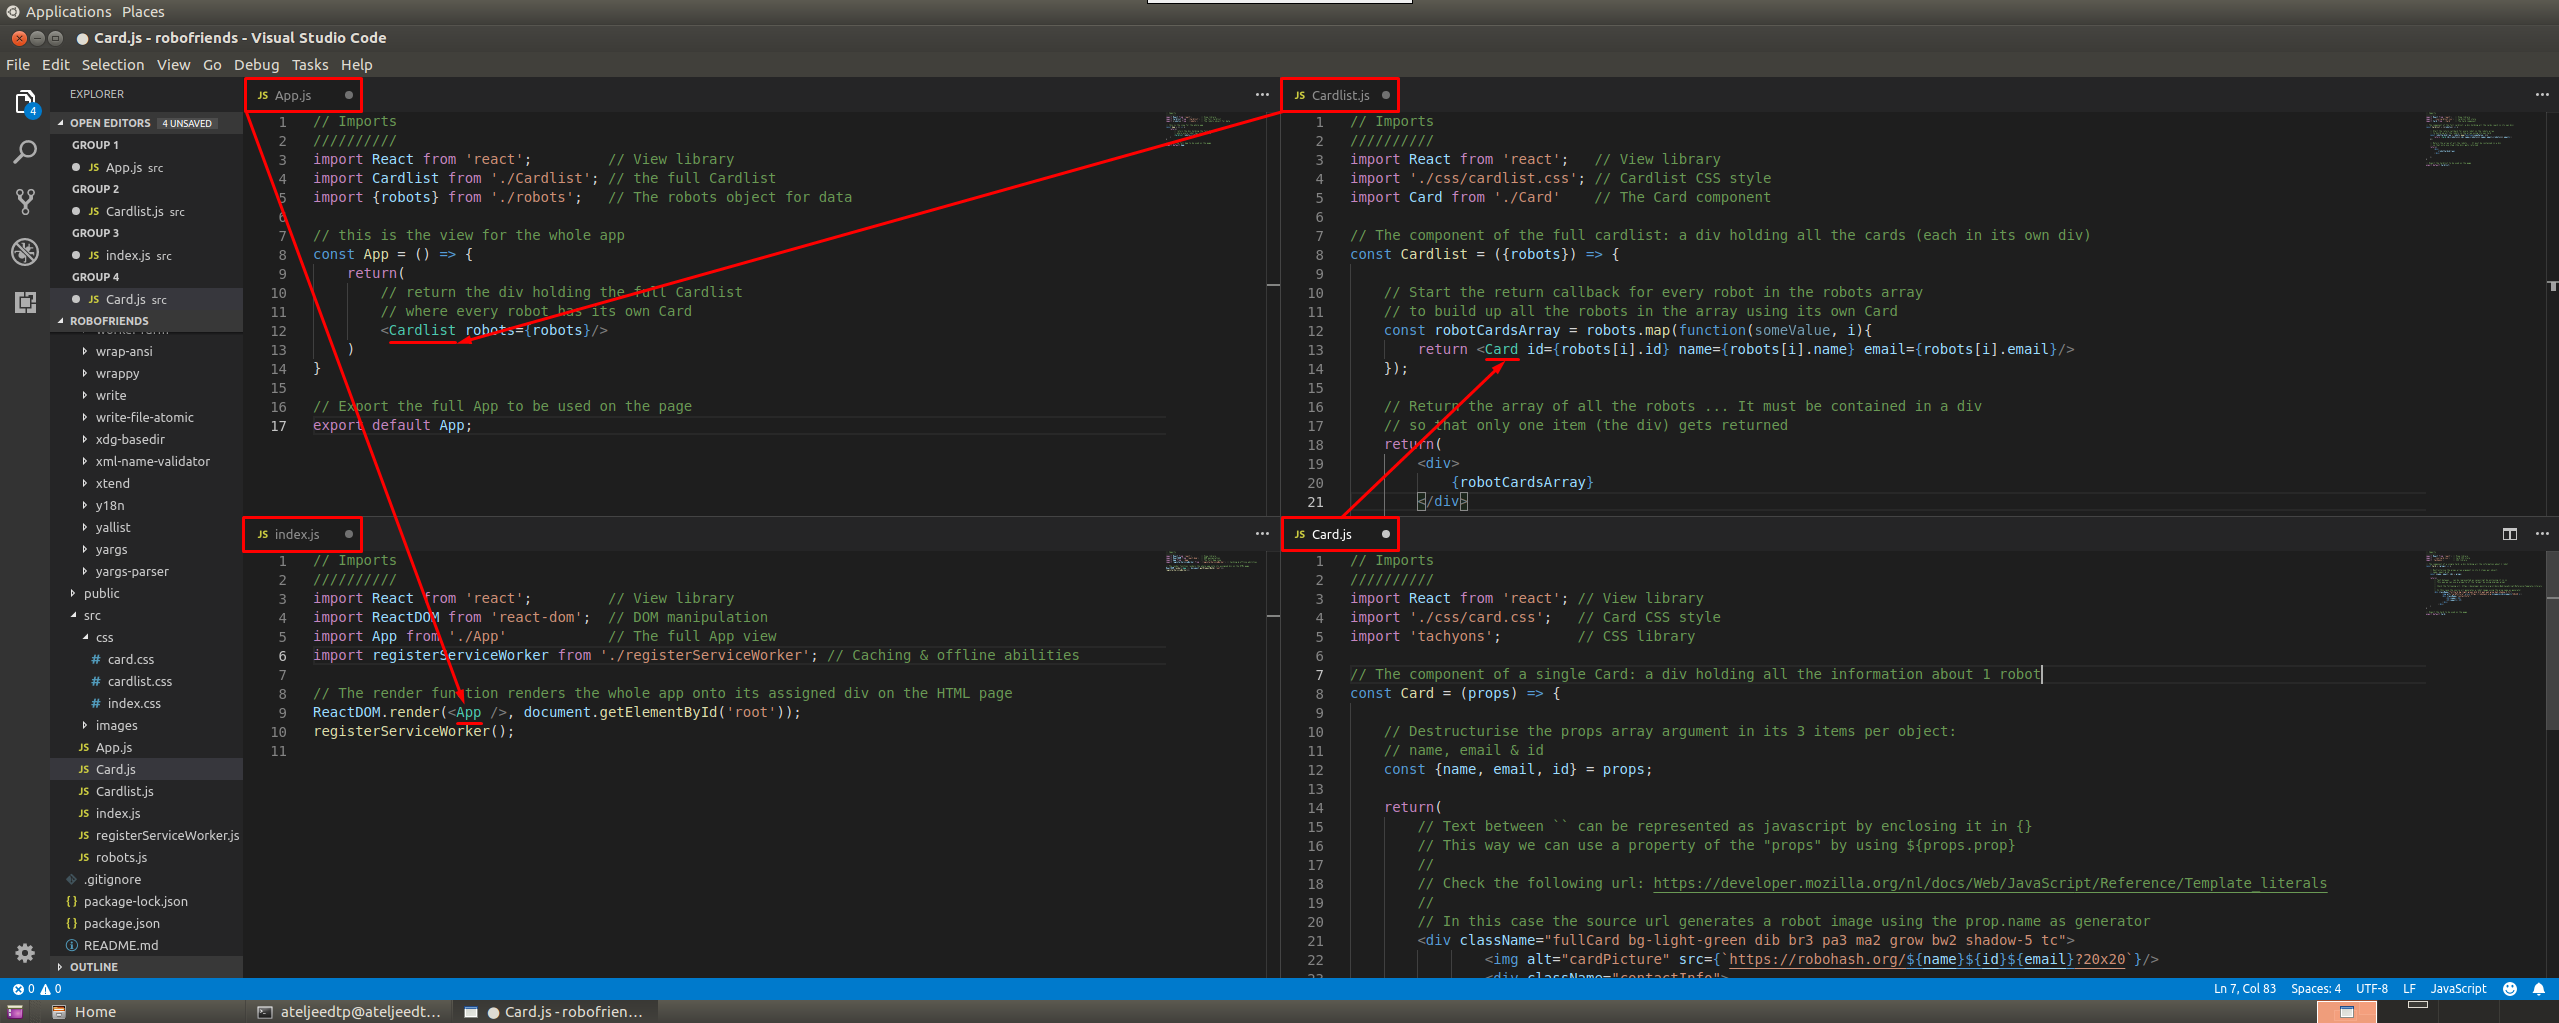 Applications Places
Card.js - robofriends - Visual Studio Code
File Edit Selection View Go Debug Tasks Help
EXPLORER
4
OPEN EDITORS 4 UNSAVED
GROUP 1
JS App.js src
GROUP 2
JS Cardlist.js src
GROUP 3
JS index.js src
GROUP 4
JS Card.js src
ROBOFRIENDS
wrap-ansi
wrappy
write
write-file-atomic
xdg-basedir
xml-name-validator
xtend
y18n
yallist
yargs
yargs-parser
public
src
css
# card.css
# cardlist.css
# index.css
images
JS App.js
JS Card.js
JS Cardlist.js
JS index.js
JS registerServiceWorker.js
JS robots.js
.gitignore
{} package-lock.json
{} package.json
README.md
OUTLINE
JS App.js
1 // Imports
2 //////////
3 import React from 'react'; // View library
4 import Cardlist from './Cardlist'; // the full Cardlist
5 import {robots} from './robots'; // The robots object for data
6
7 // this is the view for the whole app
8 const App = () => {
9 return(
10 // return the div holding the full Cardlist
11 // where every robot has its own Card
12 <Cardlist robots={robots}/>
13 )
14 }
15
16 // Export the full App to be used on the page
17 export default App;
JS Cardlist.js
1 // Imports
2 //////////
3 import React from 'react'; // View library
4 import './css/cardlist.css'; // Cardlist CSS style
5 import Card from './Card' // The Card component
6
7 // The component of the full cardlist: a div holding all the cards (each in its own div)
8 const Cardlist = ({robots}) => {
9
10 // Start the return callback for every robot in the robots array
11 // to build up all the robots in the array using its own Card
12 const robotCardsArray = robots.map(function(someValue, i){
13 return <Card id={robots[i].id} name={robots[i].name} email={robots[i].email}/>
14 });
15
16 // Return the array of all the robots ... It must be contained in a div
17 // so that only one item (the div) gets returned
18 return(
19 <div>
20 {robotCardsArray}
21 </div>
JS index.js
1 // Imports
2 //////////
3 import React from 'react'; // View library
4 import ReactDOM from 'react-dom'; // DOM manipulation
5 import App from './App' // The full App view
6 import registerServiceWorker from './registerServiceWorker'; // Caching & offline abilities
7
8 // The render function renders the whole app onto its assigned div on the HTML page
9 ReactDOM.render(<App />, document.getElementById('root'));
10 registerServiceWorker();
11
JS Card.js
1 // Imports
2 //////////
3 import React from 'react'; // View library
4 import './css/card.css'; // Card CSS style
5 import 'tachyons'; // CSS library
6
7 // The component of a single Card: a div holding all the information about 1 robot
8 const Card = (props) => {
9
10 // Destructurise the props array argument in its 3 items per object:
11 // name, email & id
12 const {name, email, id} = props;
13
14 return(
15 // Text between `` can be represented as javascript by enclosing it in {}
16 // This way we can use a property of the "props" by using ${props.prop}
17 //
18 // Check the following url: https://developer.mozilla.org/nl/docs/Web/JavaScript/Reference/Template_literals
19 //
20 // In this case the source url generates a robot image using the prop.name as generator
21 <div className="fullCard bg-light-green dib br3 pa3 ma2 grow bw2 shadow-5 tc">
22 <img alt="cardPicture" src={`https://robohash.org/${name}${id}${email}?20x20`}/>
23 <div className="contactInfo">
0 0
Ln 7, Col 83 Spaces: 4 UTF-8 LF JavaScript
Home
ateljeedtp@ateljeedt...
Card.js - robofrien...